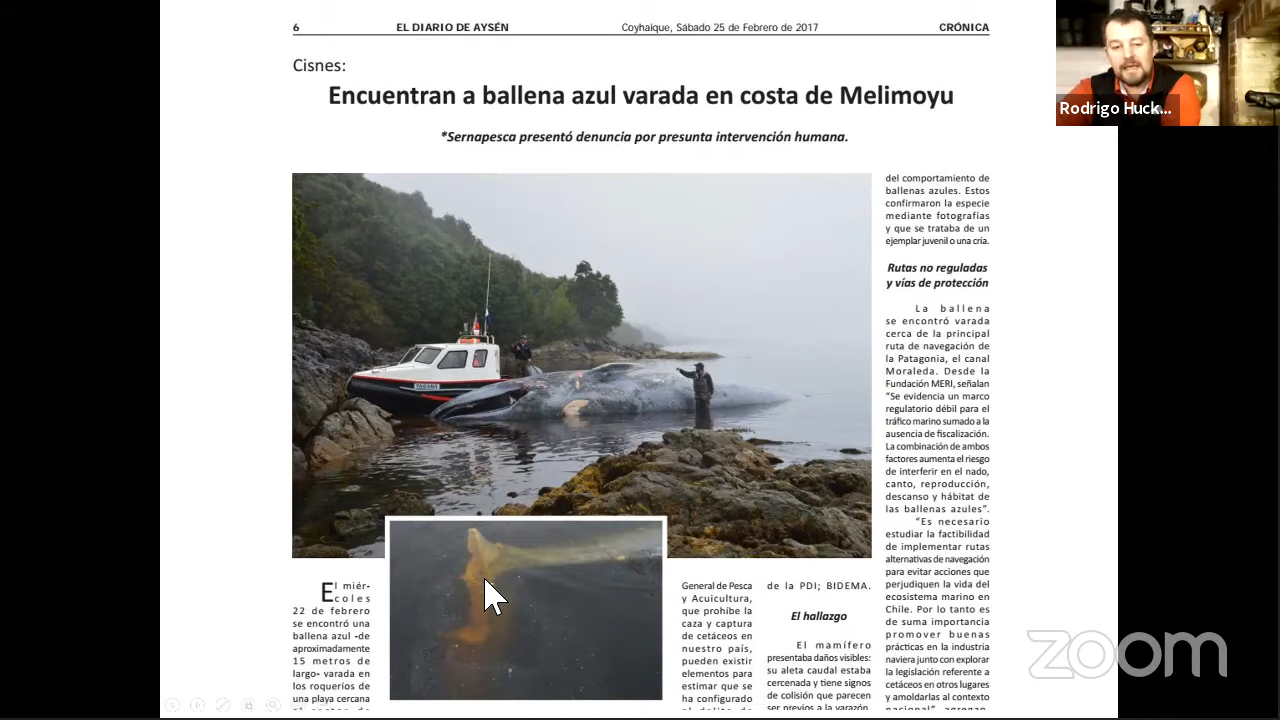 6 EL DIARIO DE AYSÉN Coyhaique, Sábado 25 de Febrero de 2017 CRÓNICA
Rodrigo Huck...
Cisnes:
Encuentran a ballena azul varada en costa de Melimoyu
*Sernapesca presentó denuncia por presunta intervención humana.
YAGANA
El miér-
coles
22 de febrero
se encontró una
ballena azul -de
aproximadamente
15 metros de
largo- varada en
los roqueríos de
una playa cercana
General de Pesca
y Acuicultura,
que prohíbe la
caza y captura
de cetáceos en
nuestro país,
pueden existir
elementos para
estimar que se
ha configurado
el delito de
de la PDI; BIDEMA.
El hallazgo
El mamífero
presentaba daños visibles:
su aleta caudal estaba
cercenada y tiene signos
de colisión que parecen
ser previos a la varazón.
del comportamiento de
ballenas azules. Estos
confirmaron la especie
mediante fotografías
y que se trataba de un
ejemplar juvenil o una cría.
Rutas no reguladas
y vías de protección
La ballena
se encontró varada
cerca de la principal
ruta de navegación de
la Patagonia, el canal
Moraleda. Desde la
Fundación MERI, señalan
“Se evidencia un marco
regulatorio débil para el
tráfico marino sumado a la
ausencia de fiscalización.
La combinación de ambos
factores aumenta el riesgo
de interferir en el nado,
canto, reproducción,
descanso y hábitat de
las ballenas azules”.
“Es necesario
estudiar la factibilidad
de implementar rutas
alternativas de navegación
para evitar acciones que
perjudiquen la vida del
ecosistema marino en
Chile. Por lo tanto es
de suma importancia
promover buenas
prácticas en la industria
naviera junto con explorar
la legislación referente a
cetáceos en otros lugares
y amoldarlas al contexto
nacional”, agregan
zoom